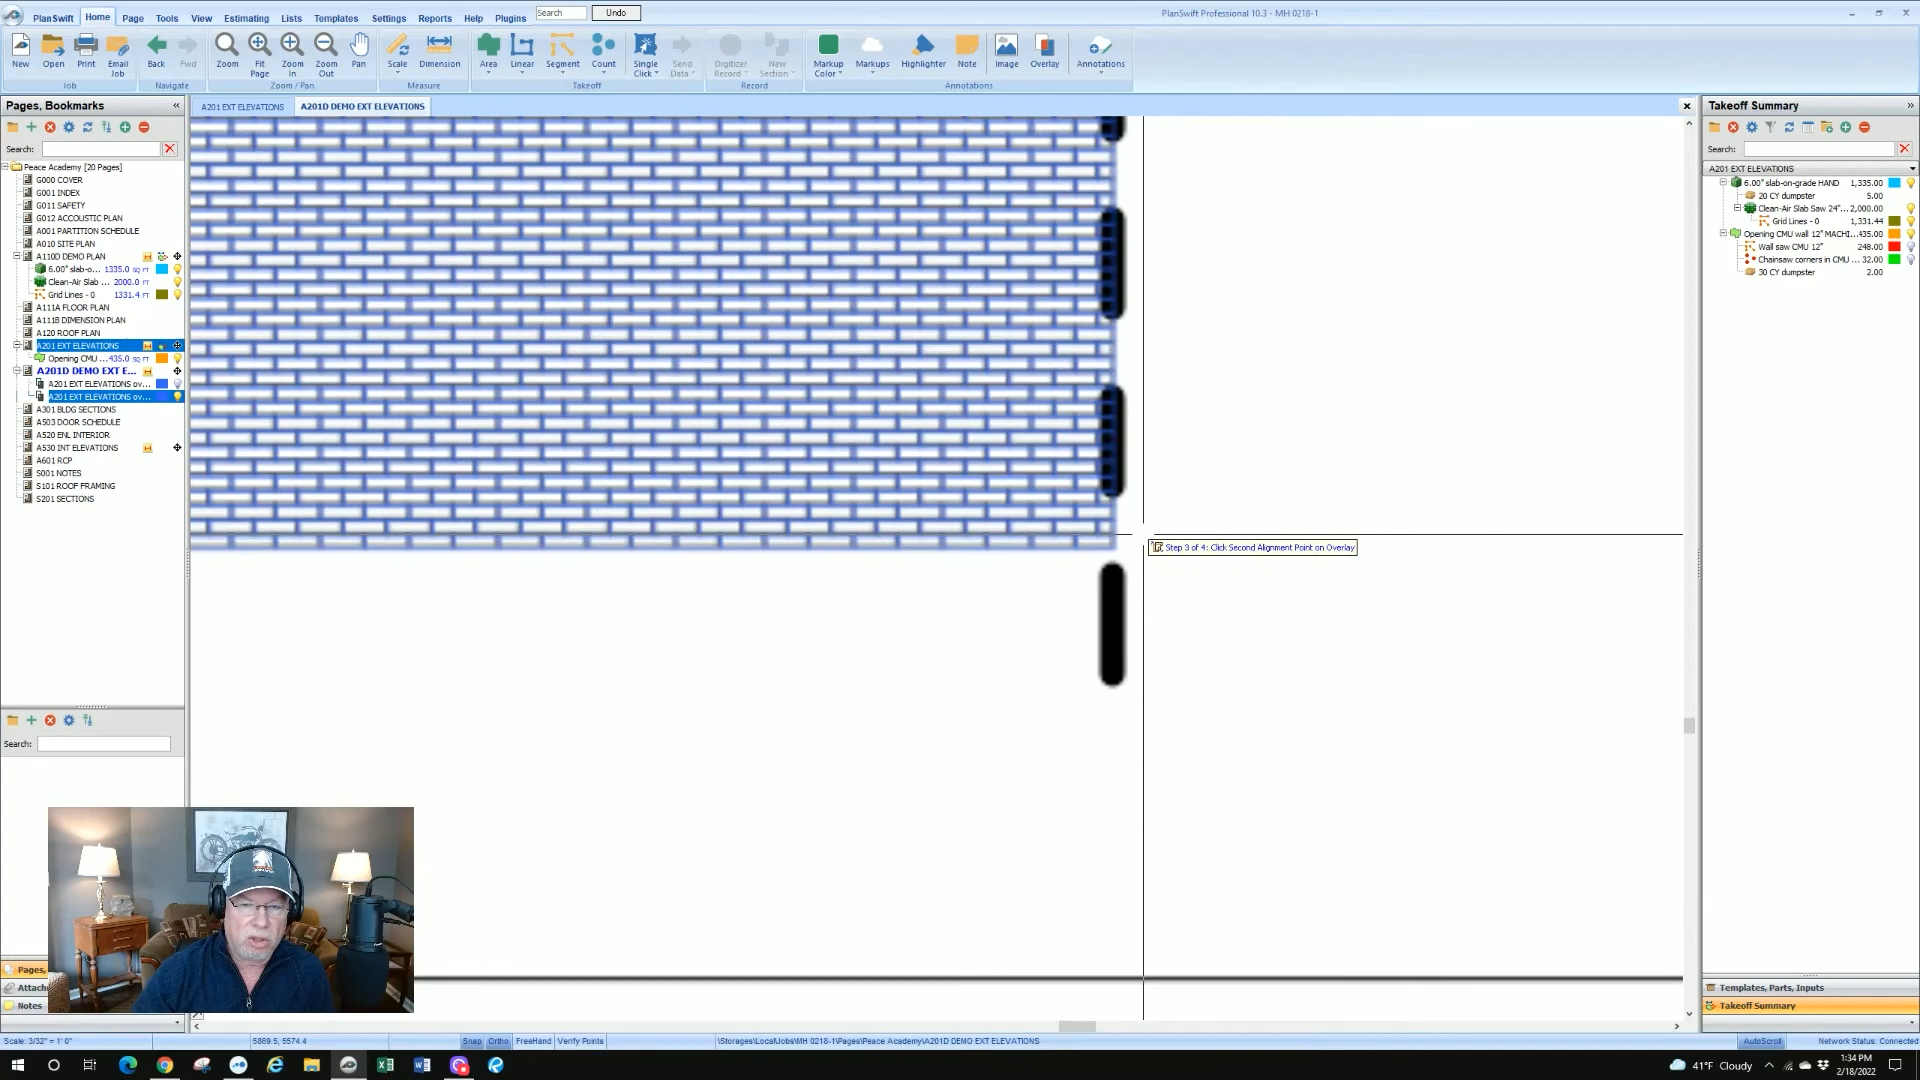 PlanSwift Home Page Tools View Estimating Lists Templates Settings Reports Help Plugins Search Undo
PlanSwift Professional 10.3 - MH 0218-1
New Open Print Email Job Back Fwd Zoom Fit Page Zoom In Zoom Out Pan Scale Dimension Area Linear Segment Count Single Click Send Data Digitizer Record New Section Markup Color Markups Highlighter Note Image Overlay Annotations
Job Navigate Zoom / Pan Measure Takeoff Record Annotations
Pages, Bookmarks
A201 EXT ELEVATIONS A201D DEMO EXT ELEVATIONS
Search:
Peace Academy [20 Pages]
G000 COVER
G001 INDEX
G011 SAFETY
G012 ACCOUSTIC PLAN
A001 PARTITION SCHEDULE
A010 SITE PLAN
A110D DEMO PLAN
6.00" slab-o... 1335.0 SQ FT
Clean-Air Slab ... 2000.0 FT
Grid Lines - 0 1331.4 FT
A111A FLOOR PLAN
A111B DIMENSION PLAN
A120 ROOF PLAN
A201 EXT ELEVATIONS
Opening CMU ...435.0 SQ FT
A201D DEMO EXT E...
A201 EXT ELEVATIONS ov...
A201 EXT ELEVATIONS ov...
A301 BLDG SECTIONS
A503 DOOR SCHEDULE
A520 ENL INTERIOR
A530 INT ELEVATIONS
A601 RCP
S001 NOTES
S101 ROOF FRAMING
S201 SECTIONS
Search:
Pages,
Attach
Notes
Step 3 of 4: Click Second Alignment Point on Overlay
Takeoff Summary
Search:
A201 EXT ELEVATIONS
6.00" slab-on-grade HAND 1,335.00
20 CY dumpster 5.00
Clean-Air Slab Saw 24"...2,000.00
Grid Lines - 0 1,331.44
Opening CMU wall 12" MACHI...435.00
Wall saw CMU 12" 248.00
Chainsaw corners in CMU ... 32.00
30 CY dumpster 2.00
Templates, Parts, Inputs
Takeoff Summary
Scale: 3/32" = 1' 0" 5889.5, 5574.4 Snap Ortho FreeHand Verify Points \Storages\Local\Jobs\MH 0218-1\Pages\Peace Academy\A201D DEMO EXT ELEVATIONS AutoScroll Network Status: Connected
41°F Cloudy
1:34 PM
2/18/2022